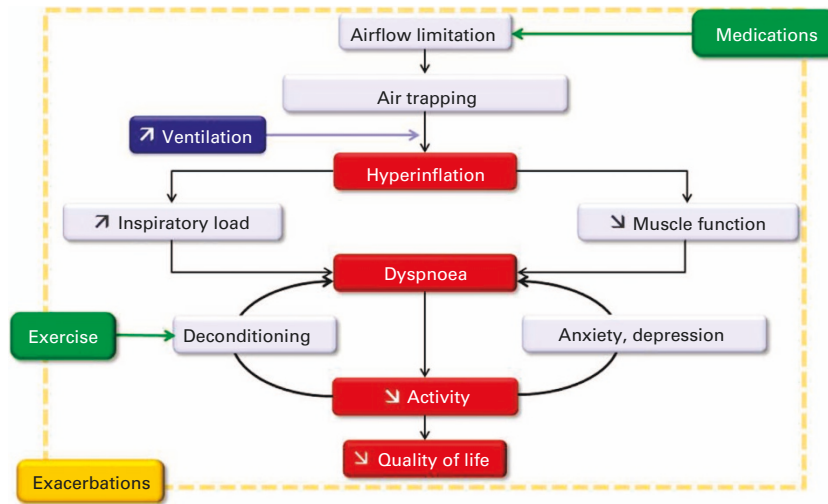 Airflow limitation
Medications
Air trapping
↗ Ventilation
Hyperinflation
↗ Inspiratory load
↘ Muscle function
Dyspnoea
Exercise
Deconditioning
Anxiety, depression
↘ Activity
↘ Quality of life
Exacerbations